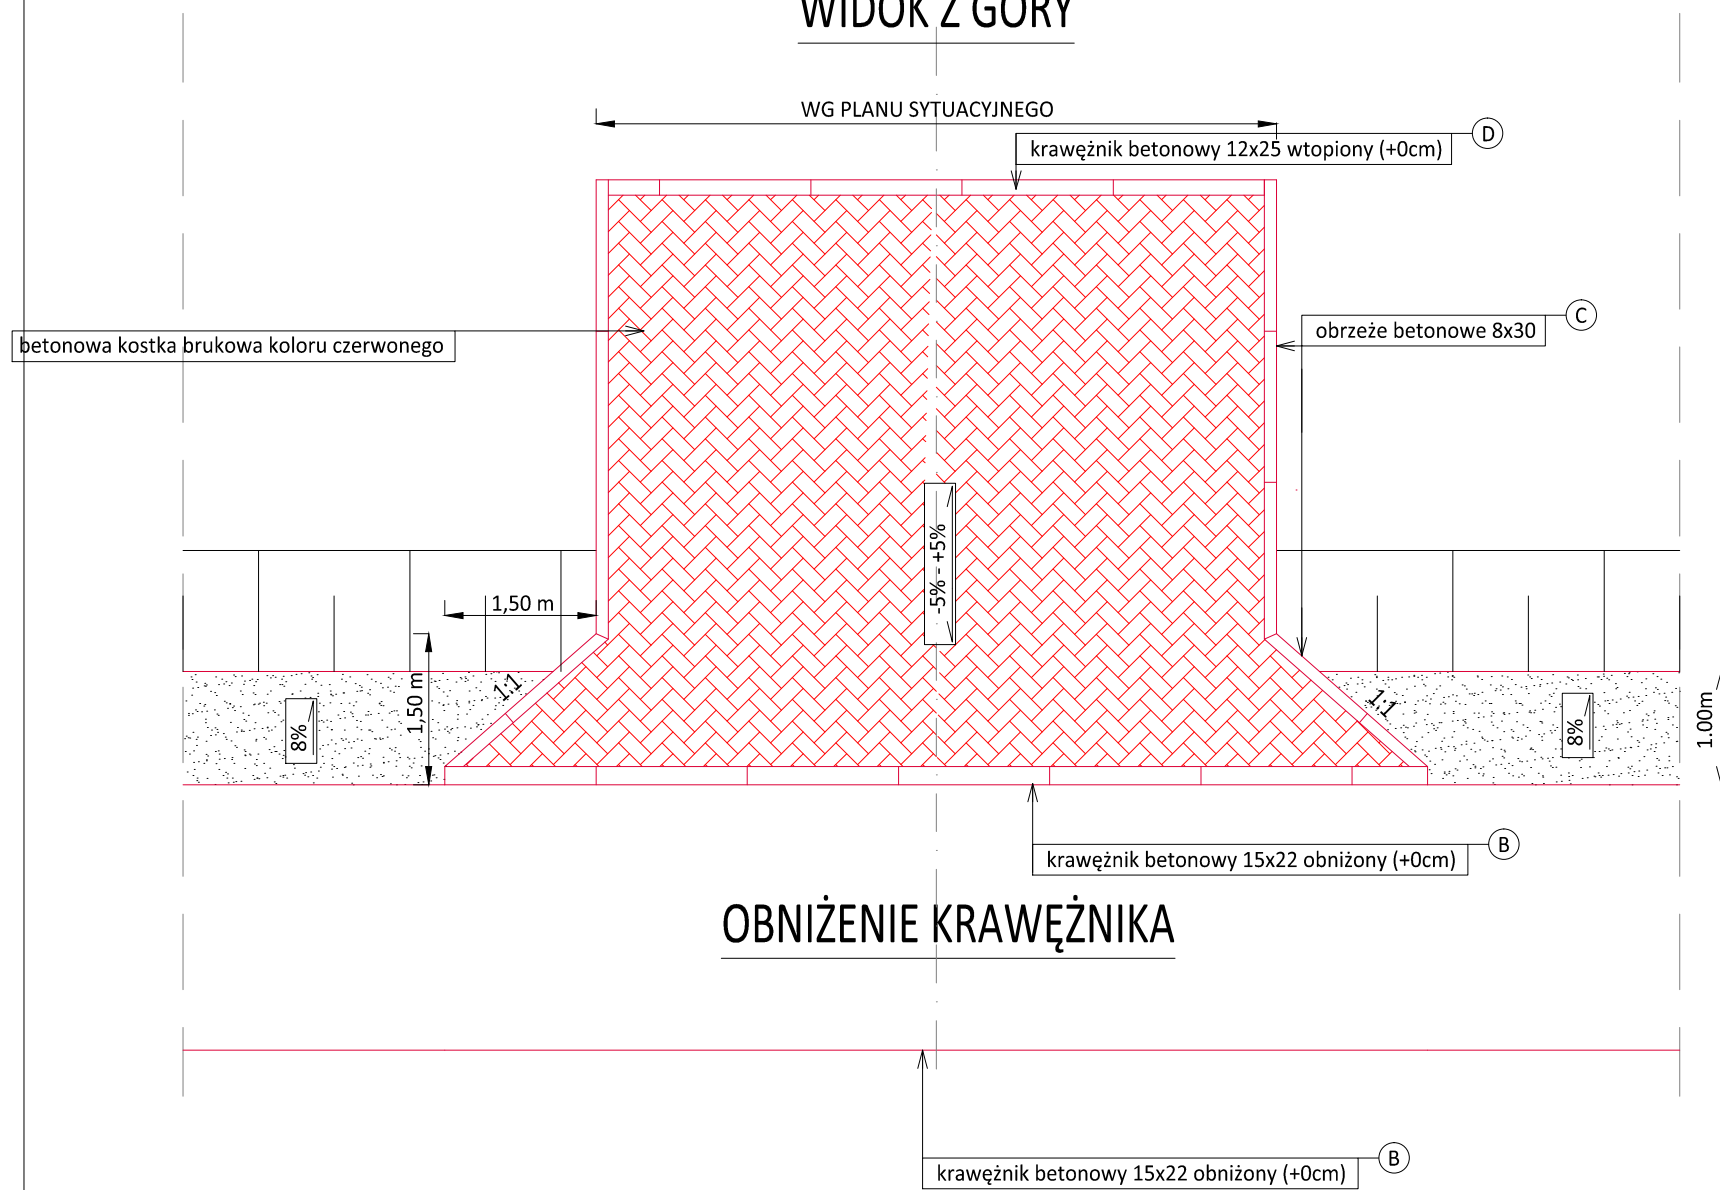 WIDOK Z GÓRY
WG PLANU SYTUACYJNEGO
D
krawężnik betonowy 12x25 wtopiony (+0cm)
C
obrzeże betonowe 8x30
betonowa kostka brukowa koloru czerwonego
-5% - +5%
1,50 m
1,50 m
1:1
1:1
8%
8%
1.00m
B
krawężnik betonowy 15x22 obniżony (+0cm)
OBNIŻENIE KRAWĘŻNIKA
B
krawężnik betonowy 15x22 obniżony (+0cm)